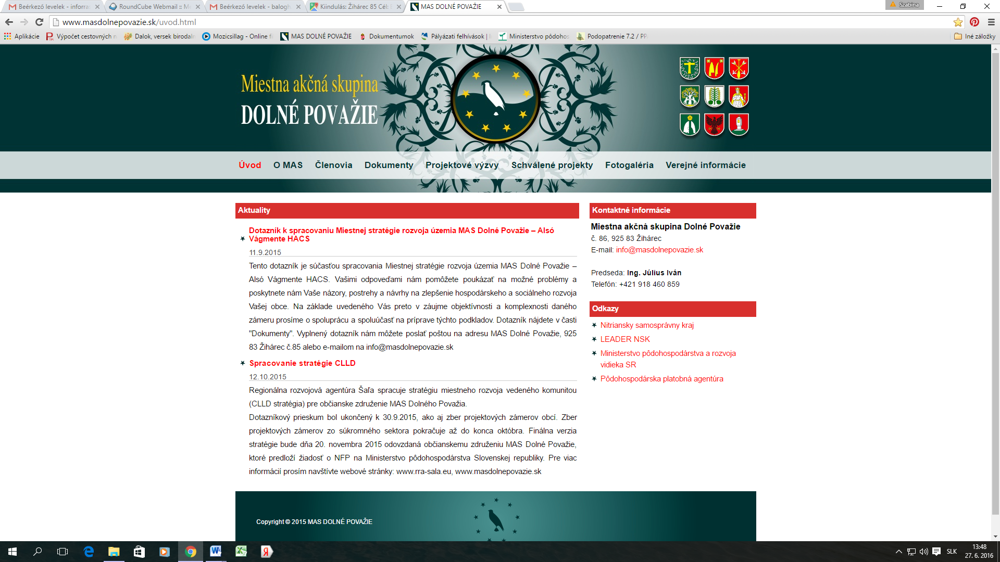 Beérkező levelek - inforras
RoundCube Webmail :: Me
Beérkező levelek - balogh
Kiindulás: Žihárec 85 Cél:
MAS DOLNÉ POVAŽIE
Szabina
www.masdolnepovazie.sk/uvod.html
Aplikácie
Výpočet cestovných n
Dalok, versek birodaln
Mozicsillag - Online fi
MAS DOLNÉ POVAŽIE
Dokumentumok
Pályázati felhívások |
Ministerstvo pôdohos
Podopatrenie 7.2 / PP
Iné záložky
Miestna akčná skupina
DOLNÉ POVAŽIE
Úvod O MAS Členovia Dokumenty Projektové výzvy Schválené projekty Fotogaléria Verejné informácie
Aktuality
Dotazník k spracovaniu Miestnej stratégie rozvoja územia MAS Dolné Považie – Alsó
Vágmente HACS
11.9.2015
Tento dotazník je súčasťou spracovania Miestnej stratégie rozvoja územia MAS Dolné Považie –
Alsó Vágmente HACS. Vašimi odpoveďami nám pomôžete poukázať na možné problémy a
poskytnete nám Vaše názory, postrehy a návrhy na zlepšenie hospodárskeho a sociálneho rozvoja
Vašej obce. Na základe uvedeného Vás preto v záujme objektívnosti a komplexnosti daného
zámeru prosíme o spoluprácu a spoluúčasť na príprave týchto podkladov. Dotazník nájdete v časti
"Dokumenty". Vyplnený dotazník nám môžete poslať poštou na adresu MAS Dolné Považie, 925
83 Žihárec č.85 alebo e-mailom na info@masdolnepovazie.sk
Spracovanie stratégie CLLD
12.10.2015
Regionálna rozvojová agentúra Šaľa spracuje stratégiu miestneho rozvoja vedeného komunitou
(CLLD stratégia) pre občianske združenie MAS Dolného Považia.
Dotazníkový prieskum bol ukončený k 30.9.2015, ako aj zber projektových zámerov obcí. Zber
projektových zámerov zo súkromného sektora pokračuje až do konca októbra. Finálna verzia
stratégie bude dňa 20. novembra 2015 odovzdaná občianskemu združeniu MAS Dolné Považie,
ktoré predloží žiadosť o NFP na Ministerstvo pôdohospodárstva Slovenskej republiky. Pre viac
informácií prosím navštívte webové stránky: www.rra-sala.eu, www.masdolnepovazie.sk
Kontaktné informácie
Miestna akčná skupina Dolné Považie
č. 86, 925 83 Žihárec
E-mail: info@masdolnepovazie.sk
Predseda: Ing. Július Iván
Telefón: +421 918 460 859
Odkazy
Nitriansky samosprávny kraj
LEADER NSK
Ministerstvo pôdohospodárstva a rozvoja
vidieka SR
Pôdohospodárska platobná agentúra
Copyright © 2015 MAS DOLNÉ POVAŽIE
SLK
13:48
27. 6. 2016